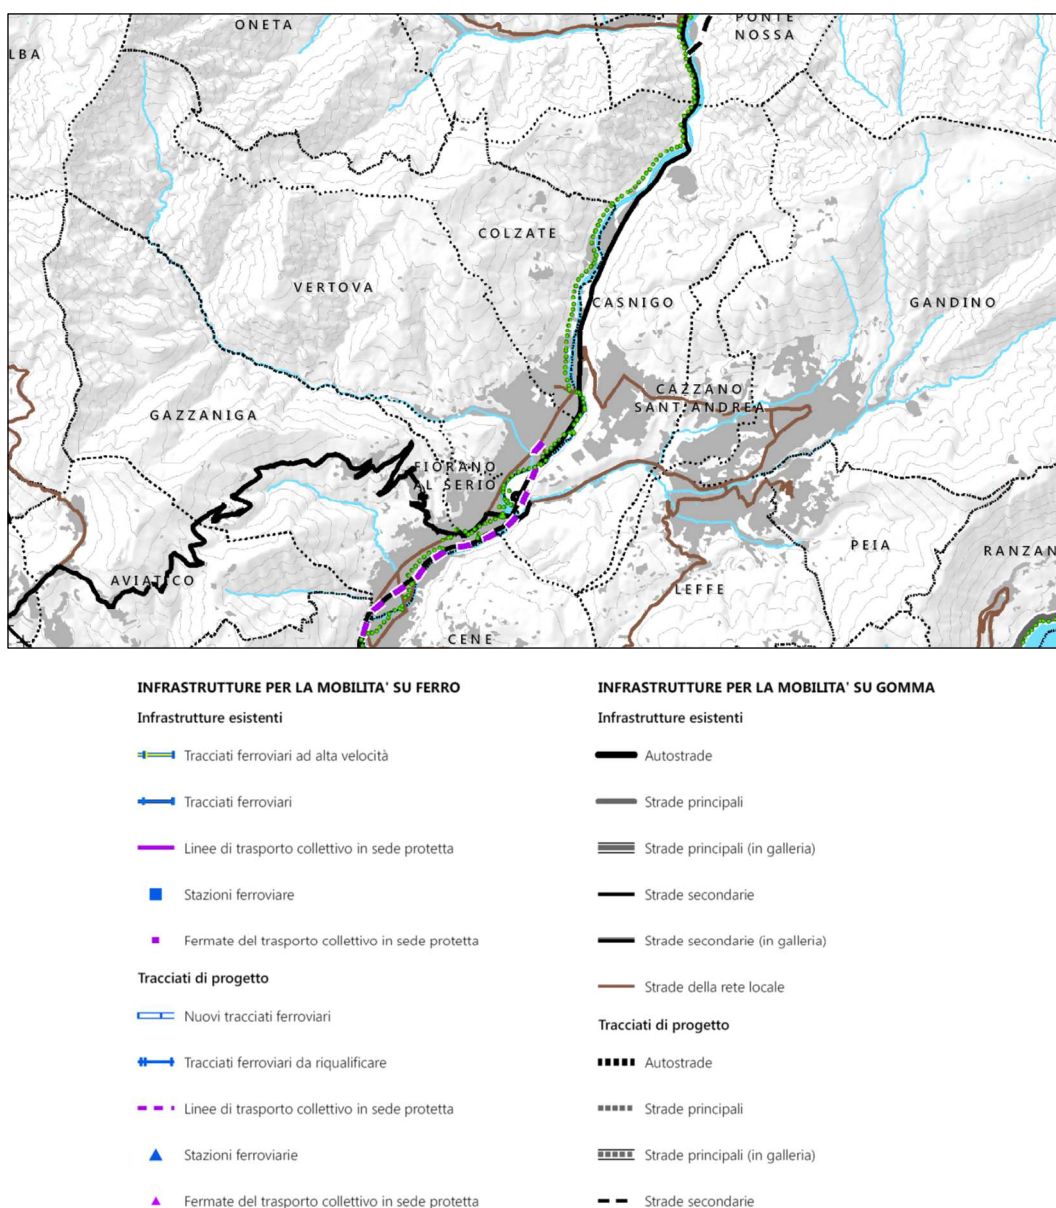 ONETA
PONTE
NOSSA
LBA
COLZATE
VERTOVA
CASNIGO
GANDINO
CAZZANO
SANT'ANDREA
GAZZANIGA
FIORANO
AL SERIO
PEIA
RANZAN
AVIATICO
LEFFE
CENE
INFRASTRUTTURE PER LA MOBILITA' SU FERRO
Infrastrutture esistenti
Tracciati ferroviari ad alta velocità
Tracciati ferroviari
Linee di trasporto collettivo in sede protetta
Stazioni ferroviare
Fermate del trasporto collettivo in sede protetta
Tracciati di progetto
Nuovi tracciati ferroviari
Tracciati ferroviari da riqualificare
Linee di trasporto collettivo in sede protetta
Stazioni ferroviarie
Fermate del trasporto collettivo in sede protetta
INFRASTRUTTURE PER LA MOBILITA' SU GOMMA
Infrastrutture esistenti
Autostrade
Strade principali
Strade principali (in galleria)
Strade secondarie
Strade secondarie (in galleria)
Strade della rete locale
Tracciati di progetto
Autostrade
Strade principali
Strade principali (in galleria)
Strade secondarie